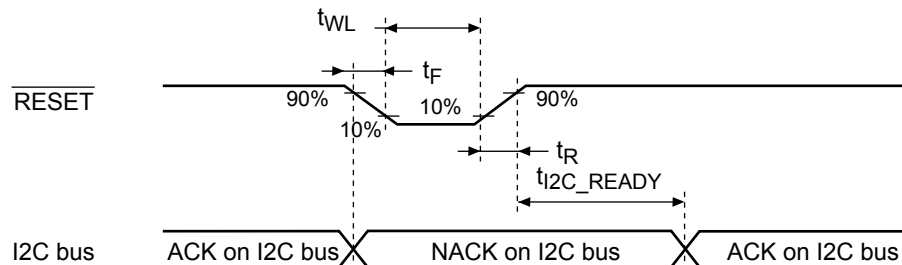 tWL
tF
RESET
90%
10%
10%
90%
tR
tI2C_READY
I2C bus
ACK on I2C bus
NACK on I2C bus
ACK on I2C bus